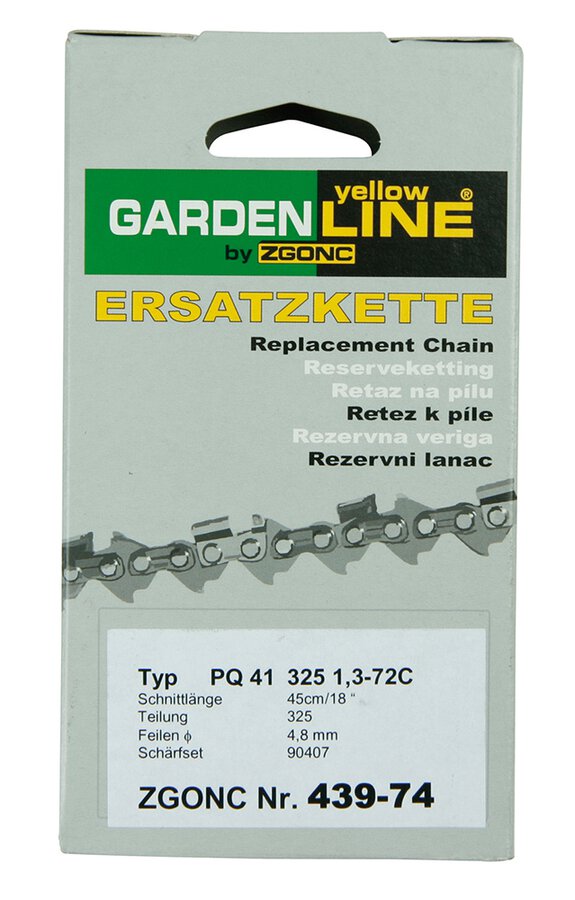 yellow
GARDENLINE®
by ZGONC
ERSATZKETTE
Replacement Chain
Reserveketting
Retaz na pílu
Retez k píle
Rezervna veriga
Rezervni lanac
Typ PQ 41 325 1,3-72C
Schnittlänge 45cm/18 “
Teilung 325
Feilen ϕ 4,8 mm
Schärfset 90407
ZGONC Nr. 439-74